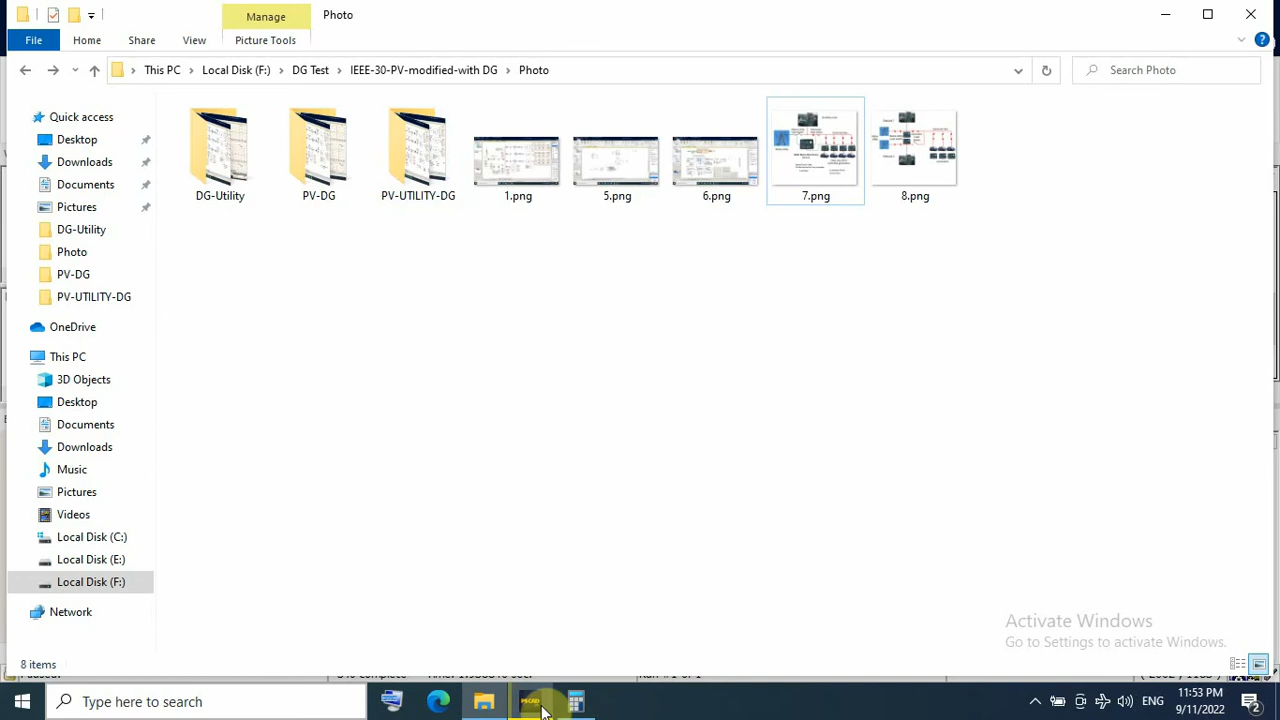 Manage
Photo
File
Home
Share
View
Picture Tools
This PC
Local Disk (F:)
DG Test
IEEE-30-PV-modified-with DG
Photo
Search Photo
Quick access
Desktop
Downloads
Documents
Pictures
DG-Utility
Photo
PV-DG
PV-UTILITY-DG
OneDrive
This PC
3D Objects
Desktop
Documents
Downloads
Music
Pictures
Videos
Local Disk (C:)
Local Disk (E:)
Local Disk (F:)
Network
DG-Utility
PV-DG
PV-UTILITY-DG
1.png
5.png
6.png
7.png
8.png
Activate Windows
Go to Settings to activate Windows.
8 items
Type here to search
PSCAD
ENG
11:53 PM
9/11/2022
2